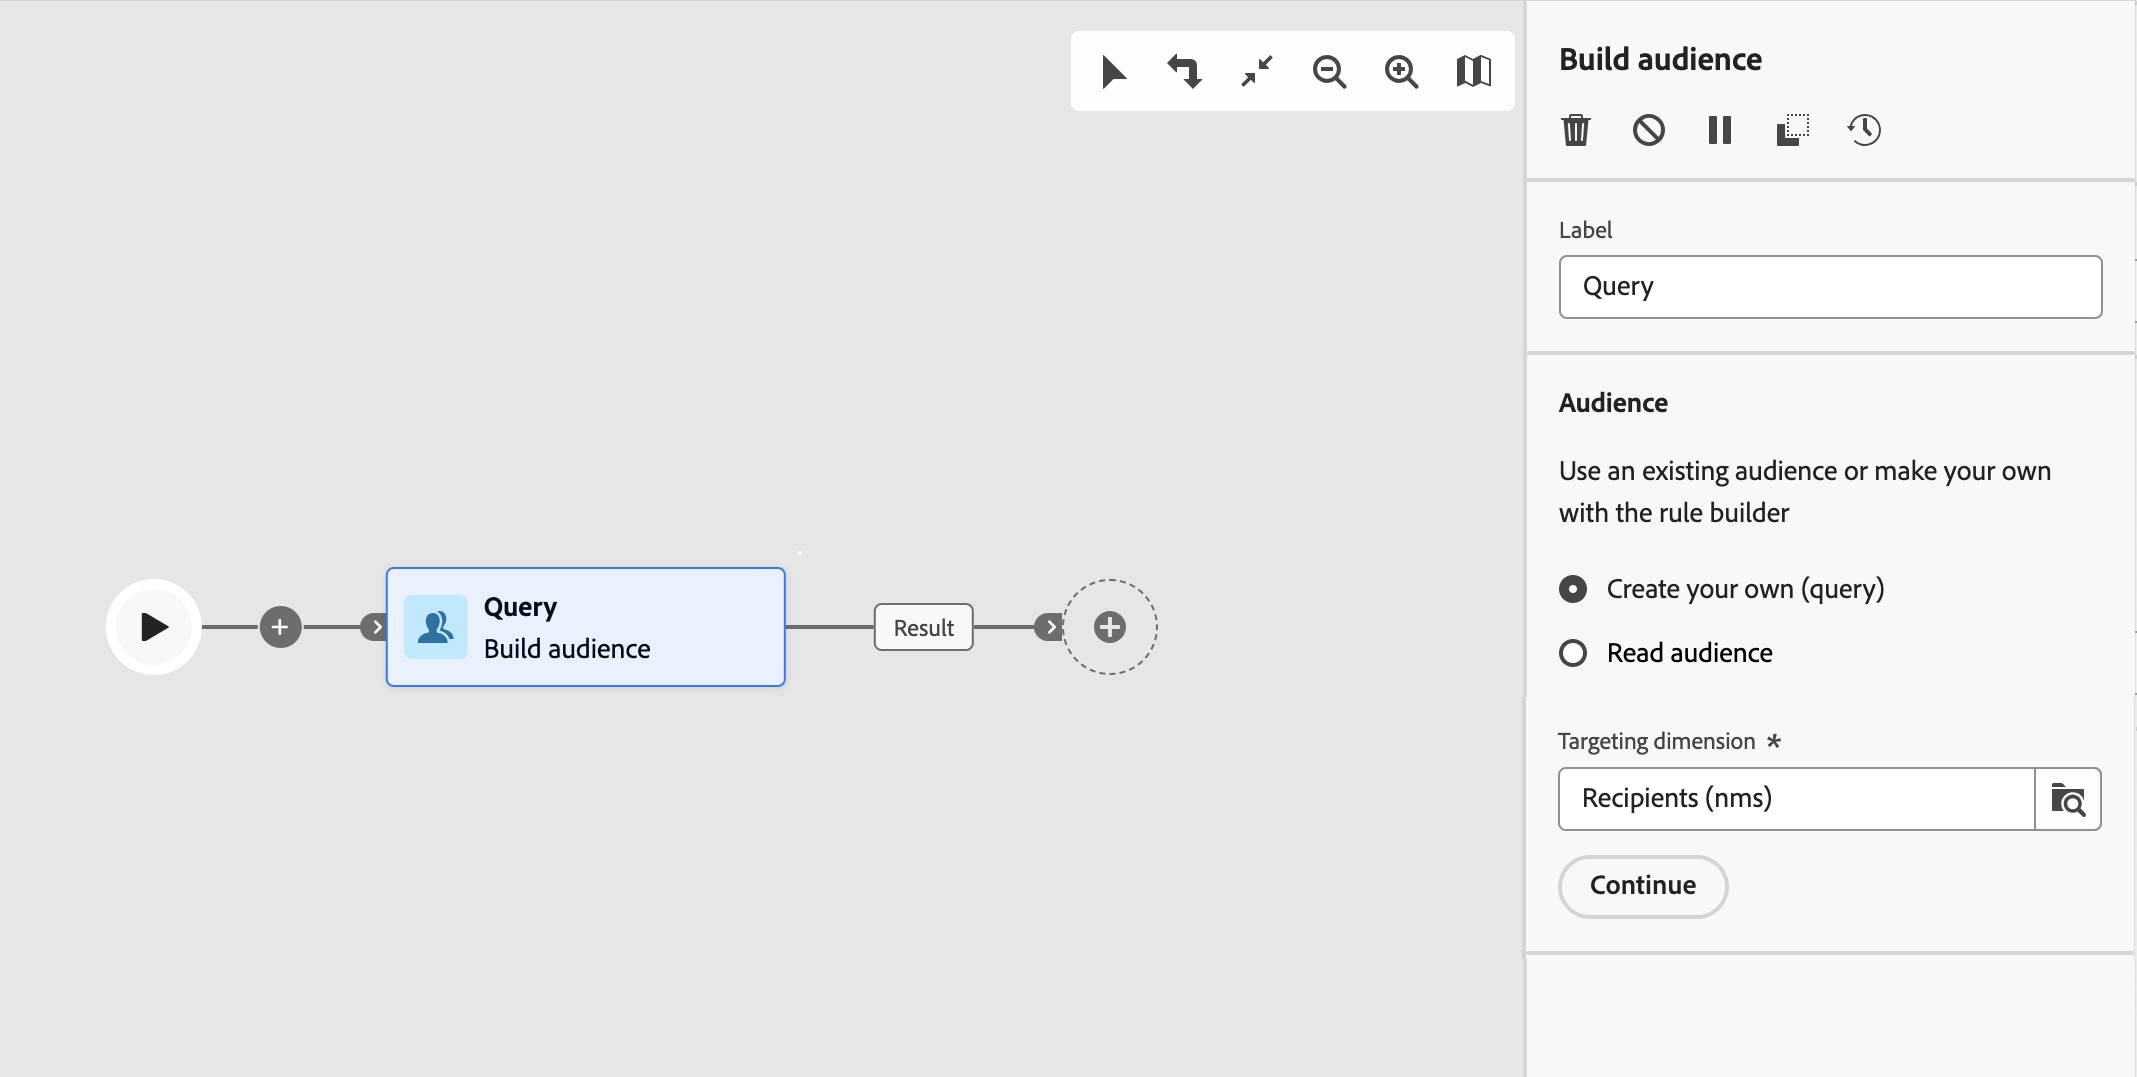 Build audience
Label
Query
Audience
Use an existing audience or make your own
with the rule builder
Create your own (query)
Read audience
Targeting dimension *
Recipients (nms)
Continue
Query
Build audience
Result